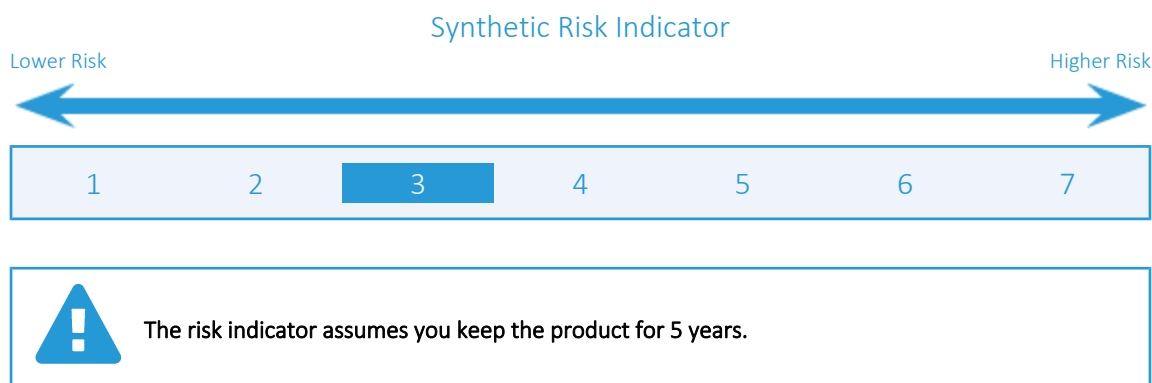 Synthetic Risk Indicator
Lower Risk Higher Risk
1 2 3 4 5 6 7
The risk indicator assumes you keep the product for 5 years.